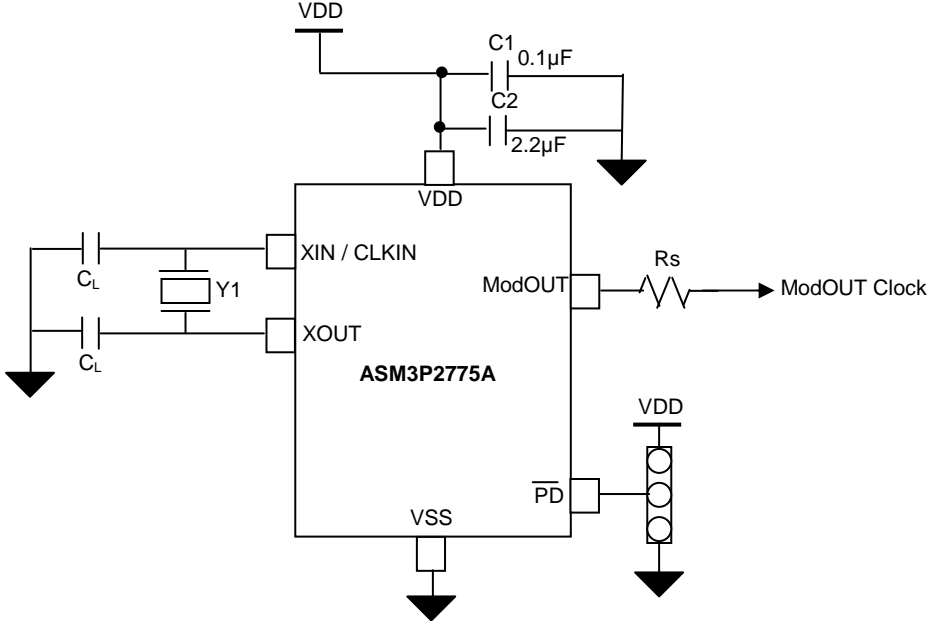 VDD
C1
0.1µF
C2
2.2µF
VDD
XIN / CLKIN
CL
Y1
XOUT
CL
ModOUT
Rs
ModOUT Clock
ASM3P2775A
VDD
PD
VSS